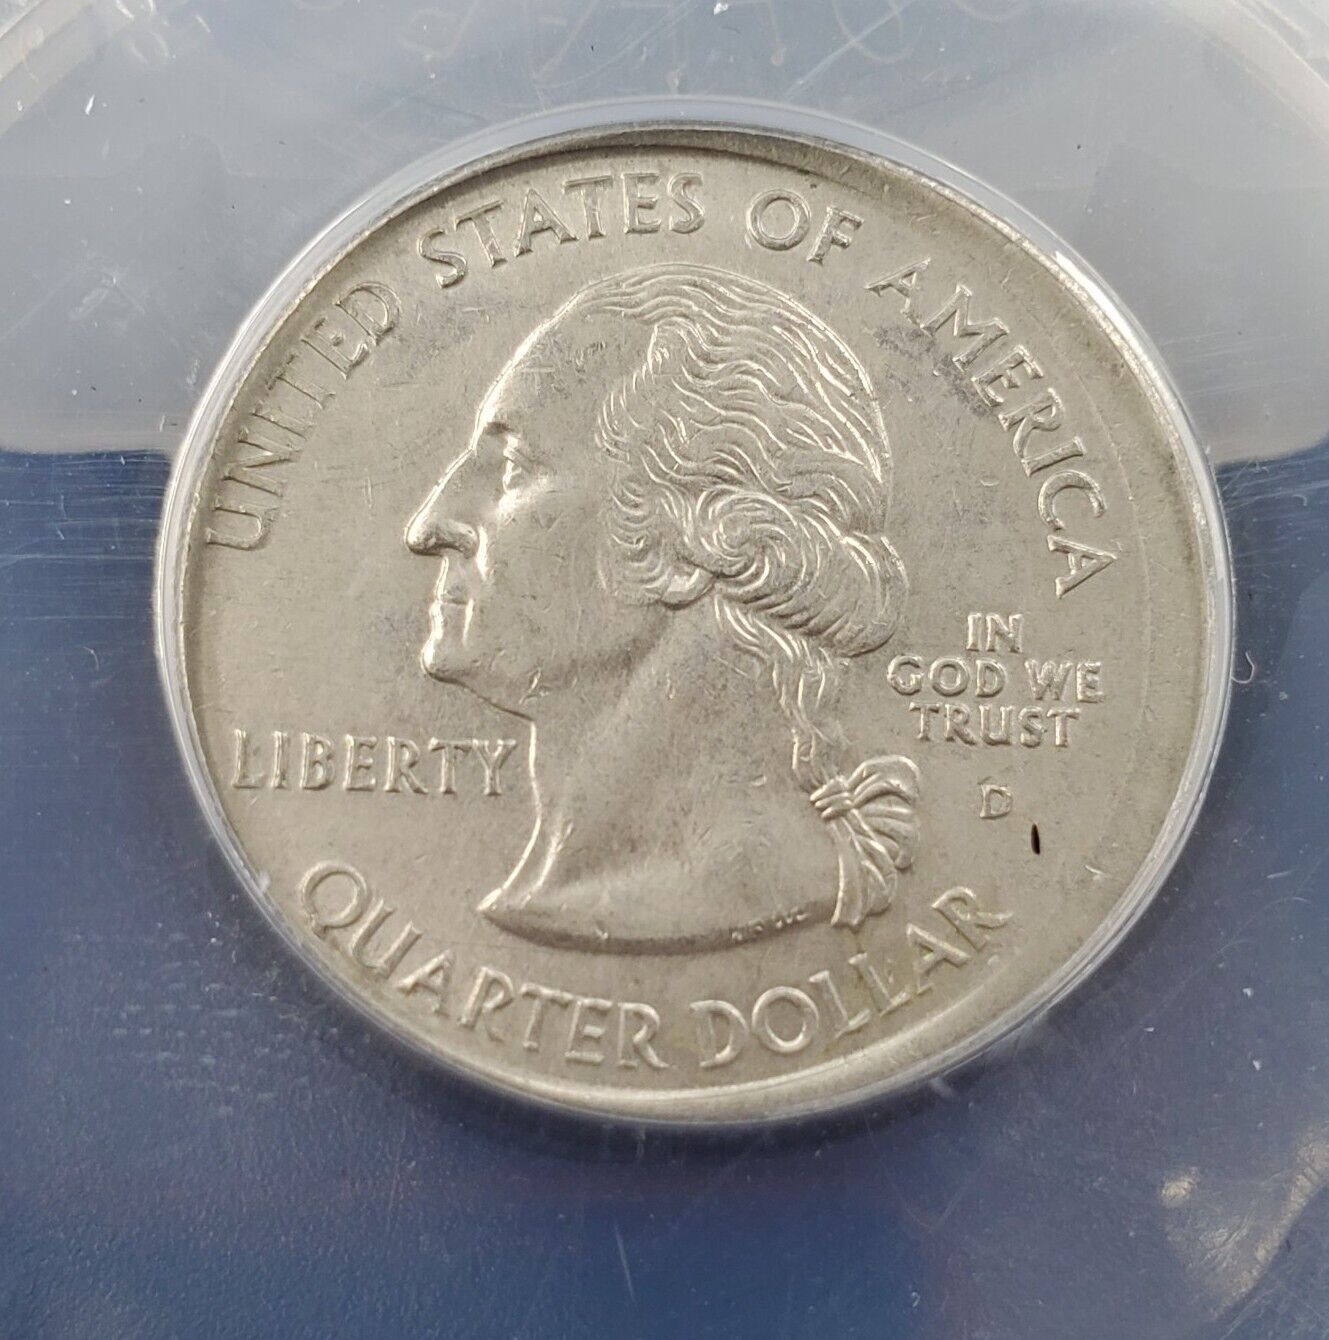 UNITED STATES OF AMERICA
LIBERTY
IN
GOD WE
TRUST
D
QUARTER DOLLAR